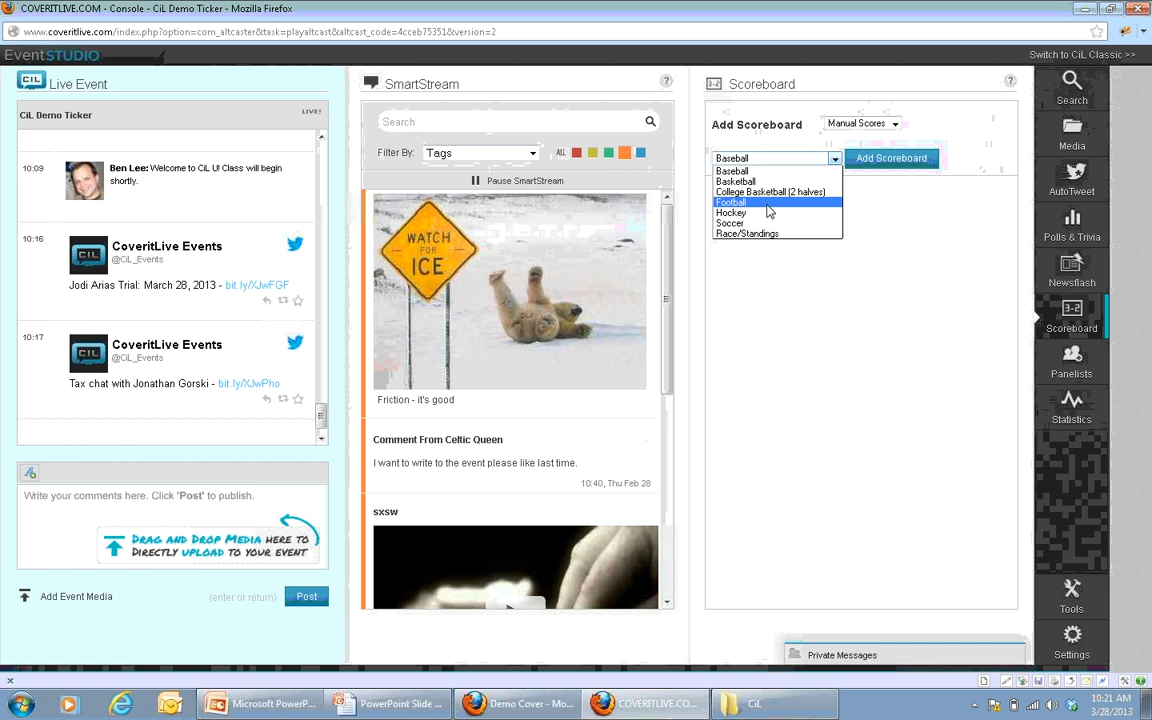 COVERITLIVE.COM - Console - CiL Demo Ticker - Mozilla Firefox
www.coveritlive.com/index.php?option=com_altcaster&task=playaltcast&altcast_code=4cceb75351&version=2
EventSTUDIO
Switch to CiL Classic >>
CiL Live Event
CiL Demo Ticker
LIVE!
10:09
Ben Lee: Welcome to CiL U! Class will begin
shortly.
10:16
CiL
CoveritLive Events
@CiL_Events
Jodi Arias Trial: March 28, 2013 - bit.ly/XJwFGF
10:17
CiL
CoveritLive Events
@CiL_Events
Tax chat with Jonathan Gorski - bit.ly/XJwPho
Write your comments here. Click 'Post' to publish.
DRAG AND DROP MEDIA HERE TO
DIRECTLY UPLOAD TO YOUR EVENT
Add Event Media
(enter or return)
Post
SmartStream
?
Search
Filter By:
Tags
ALL
Pause SmartStream
WATCH
FOR
ICE
Friction - it's good
Comment From Celtic Queen
I want to write to the event please like last time.
10:40, Thu Feb 28
sxsw
3-2 Scoreboard
?
Add Scoreboard
Manual Scores
Baseball
Add Scoreboard
Baseball
Basketball
College Basketball (2 halves)
Football
Hockey
Soccer
Race/Standings
Private Messages
Search
Media
AutoTweet
Polls & Trivia
Newsflash
3-2
Scoreboard
Panelists
Statistics
Tools
Settings
Microsoft PowerP...
PowerPoint Slide ...
Demo Cover - Mo...
COVERITLIVE.CO...
CiL
10:21 AM
3/28/2013